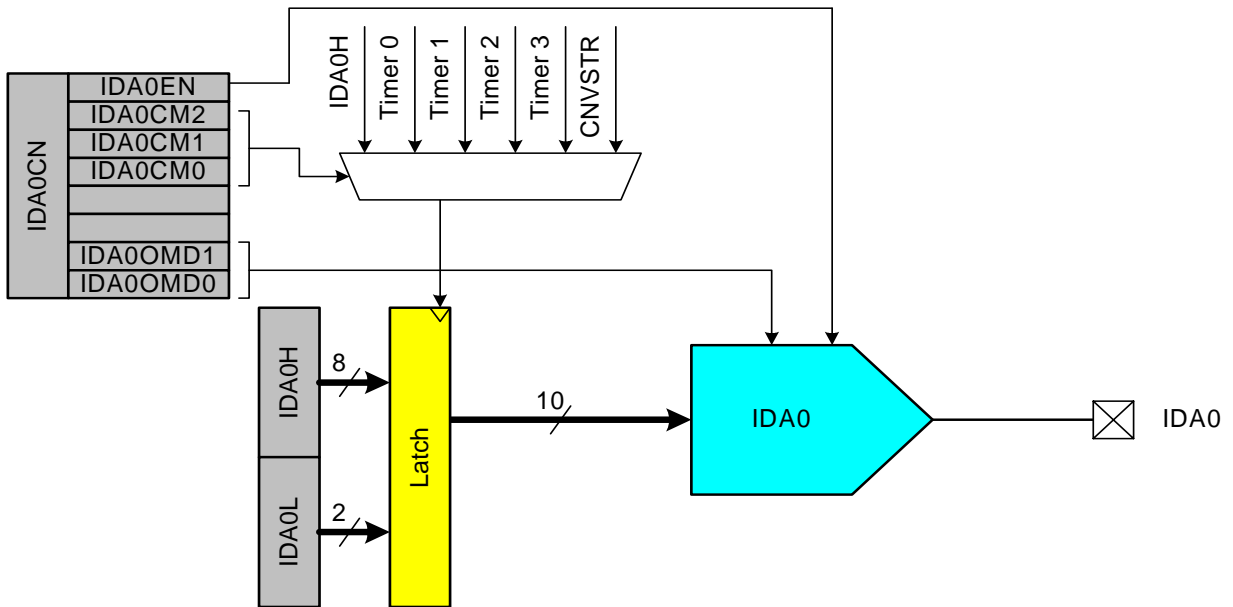 IDA0CN
IDA0EN
IDA0CM2
IDA0CM1
IDA0CM0
IDA0OMD1
IDA0OMD0
IDA0H
Timer 0
Timer 1
Timer 2
Timer 3
CNVSTR
IDA0H
IDA0L
8
2
Latch
10
IDA0
IDA0